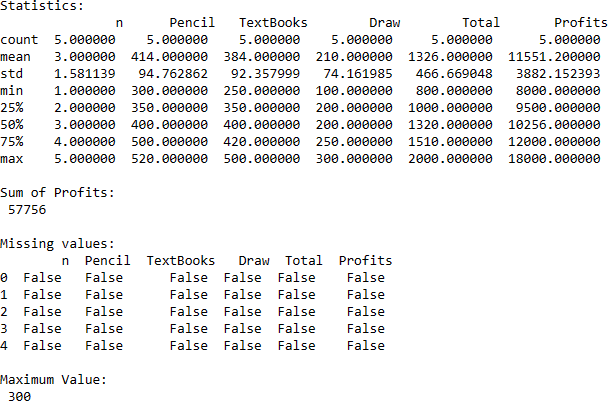 Statistics:
n Pencil TextBooks Draw Total Profits
count 5.000000 5.000000 5.000000 5.000000 5.000000 5.000000
mean 3.000000 414.000000 384.000000 210.000000 1326.000000 11551.200000
std 1.581139 94.762862 92.357999 74.161985 466.669048 3882.152393
min 1.000000 300.000000 250.000000 100.000000 800.000000 8000.000000
25% 2.000000 350.000000 350.000000 200.000000 1000.000000 9500.000000
50% 3.000000 400.000000 400.000000 200.000000 1320.000000 10256.000000
75% 4.000000 500.000000 420.000000 250.000000 1510.000000 12000.000000
max 5.000000 520.000000 500.000000 300.000000 2000.000000 18000.000000
Sum of Profits:
57756
Missing values:
n Pencil TextBooks Draw Total Profits
0 False False False False False False
1 False False False False False False
2 False False False False False False
3 False False False False False False
4 False False False False False False
Maximum Value:
300